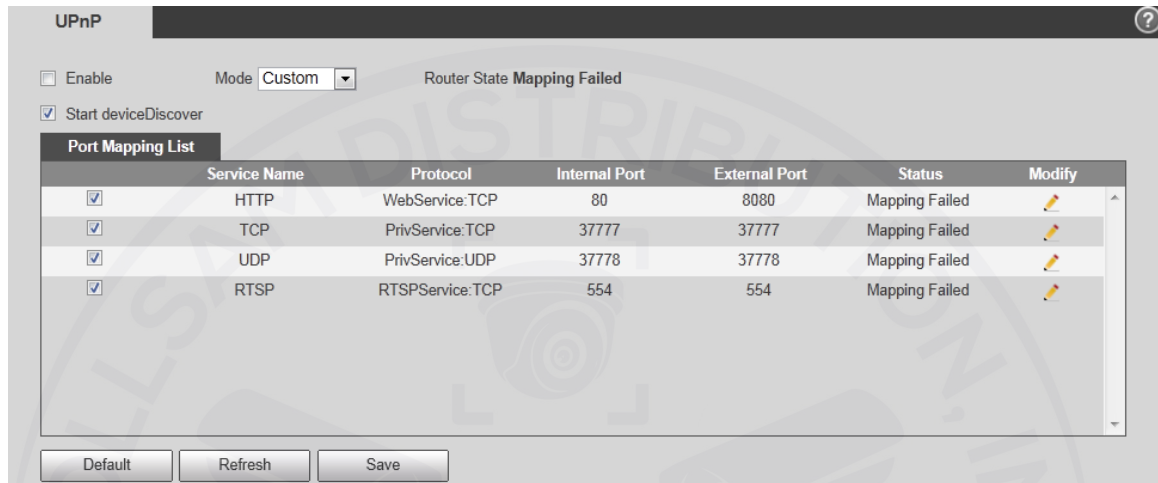 UPnP
?
Enable Mode Custom Router State Mapping Failed
Start deviceDiscover
Port Mapping List
Service Name Protocol Internal Port External Port Status Modify
HTTP WebService:TCP 80 8080 Mapping Failed
TCP PrivService:TCP 37777 37777 Mapping Failed
UDP PrivService:UDP 37778 37778 Mapping Failed
RTSP RTSPService:TCP 554 554 Mapping Failed
Default Refresh Save